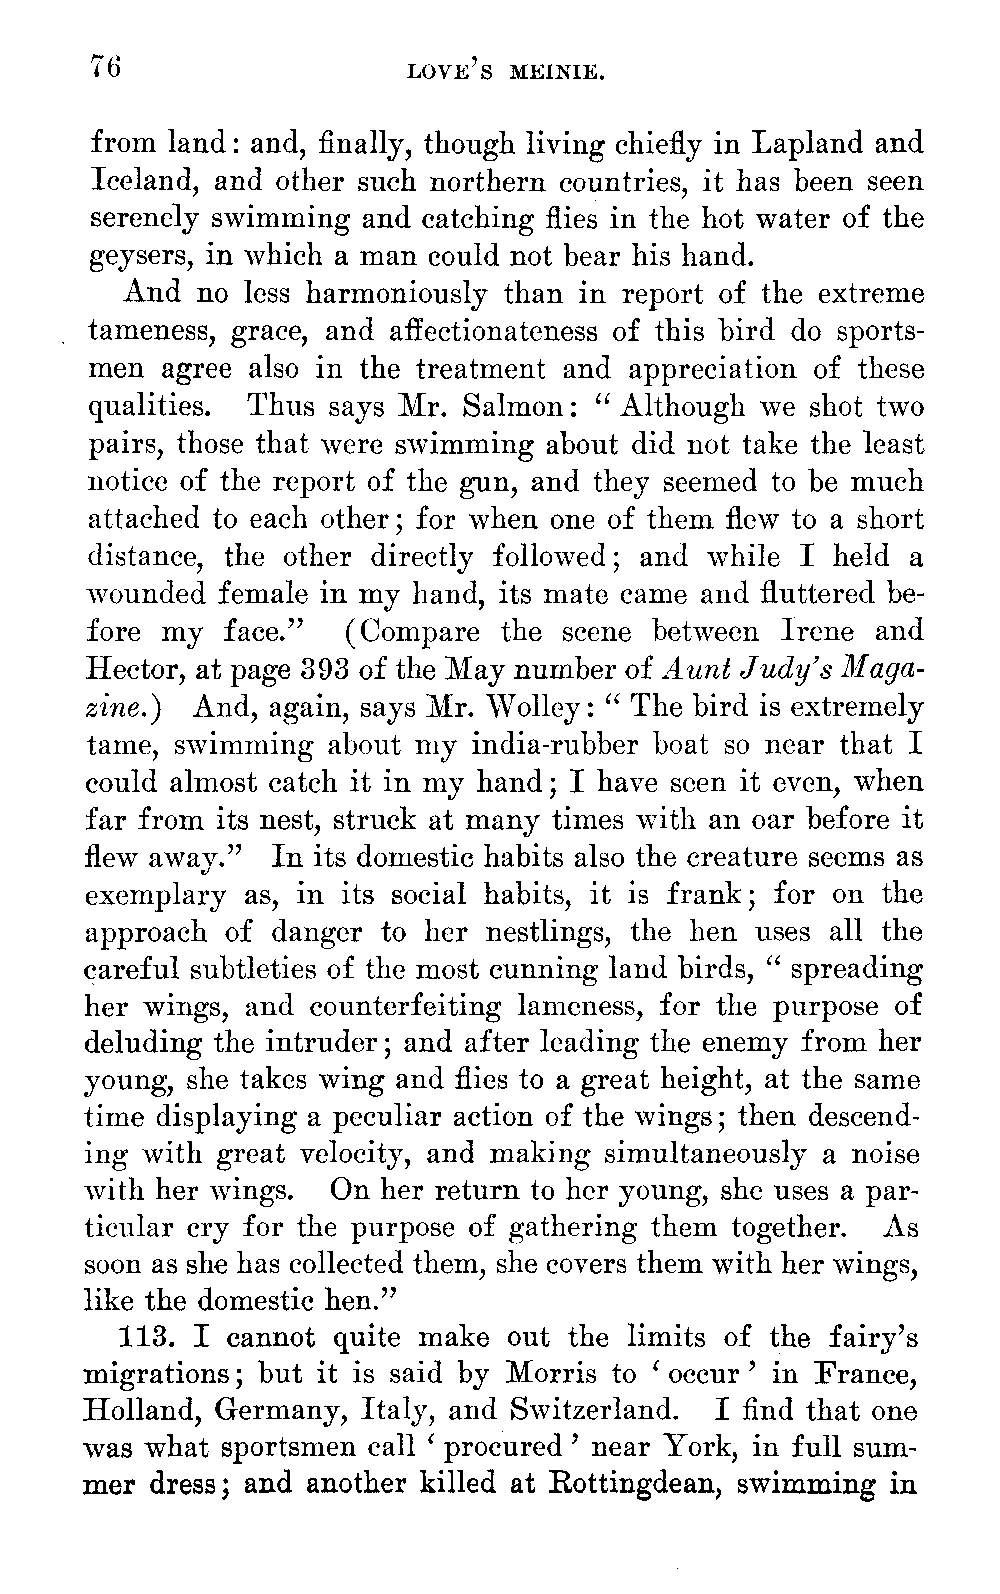 76 LOVE'S MEINIE.
from land: and, finally, though living chiefly in Lapland and
Iceland, and other such northern countries, it has been seen
serenely swimming and catching flies in the hot water of the
geysers, in which a man could not bear his hand.
And no less harmoniously than in report of the extreme
tameness, grace, and affectionateness of this bird do sports-
men agree also in the treatment and appreciation of these
qualities. Thus says Mr. Salmon: “ Although we shot two
pairs, those that were swimming about did not take the least
notice of the report of the gun, and they seemed to be much
attached to each other; for when one of them flew to a short
distance, the other directly followed; and while I held a
wounded female in my hand, its mate came and fluttered be-
fore my face.” (Compare the scene between Irene and
Hector, at page 393 of the May number of Aunt Judy's Maga-
zine.) And, again, says Mr. Wolley: “ The bird is extremely
tame, swimming about my india-rubber boat so near that I
could almost catch it in my hand; I have seen it even, when
far from its nest, struck at many times with an oar before it
flew away.” In its domestic habits also the creature seems as
exemplary as, in its social habits, it is frank; for on the
approach of danger to her nestlings, the hen uses all the
careful subtleties of the most cunning land birds, “ spreading
her wings, and counterfeiting lameness, for the purpose of
deluding the intruder; and after leading the enemy from her
young, she takes wing and flies to a great height, at the same
time displaying a peculiar action of the wings; then descend-
ing with great velocity, and making simultaneously a noise
with her wings. On her return to her young, she uses a par-
ticular cry for the purpose of gathering them together. As
soon as she has collected them, she covers them with her wings,
like the domestic hen.”
113. I cannot quite make out the limits of the fairy's
migrations; but it is said by Morris to ‘ occur ’ in France,
Holland, Germany, Italy, and Switzerland. I find that one
was what sportsmen call ‘ procured ’ near York, in full sum-
mer dress; and another killed at Rottingdean, swimming in